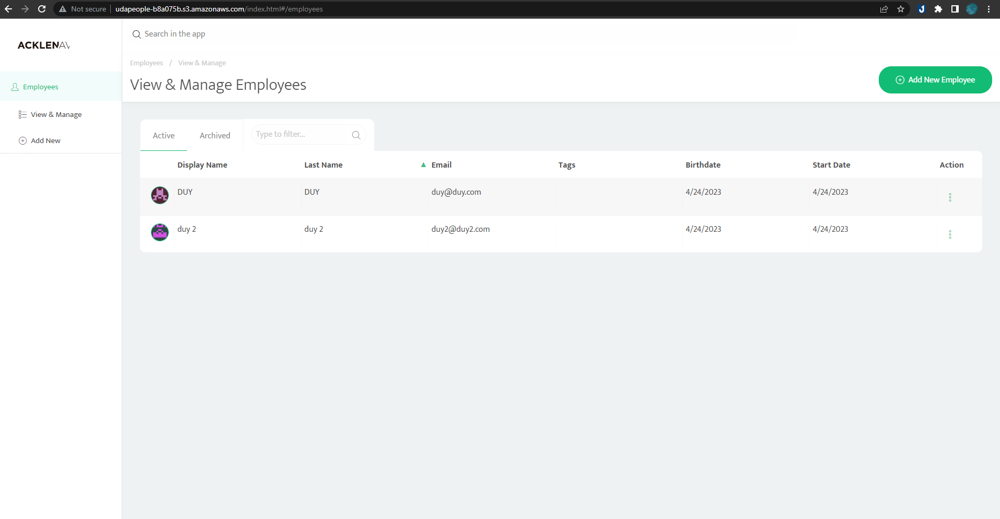 Not secure udapeople-b8a075b.s3.amazonaws.com/index.html#/employees
ACKLENAV
Search in the app
Employees / View & Manage
View & Manage Employees
Add New Employee
Employees
View & Manage
Add New
Active Archived Type to filter...
Display Name Last Name ▲ Email Tags Birthdate Start Date Action
DUY DUY duy@duy.com 4/24/2023 4/24/2023
duy 2 duy 2 duy2@duy2.com 4/24/2023 4/24/2023